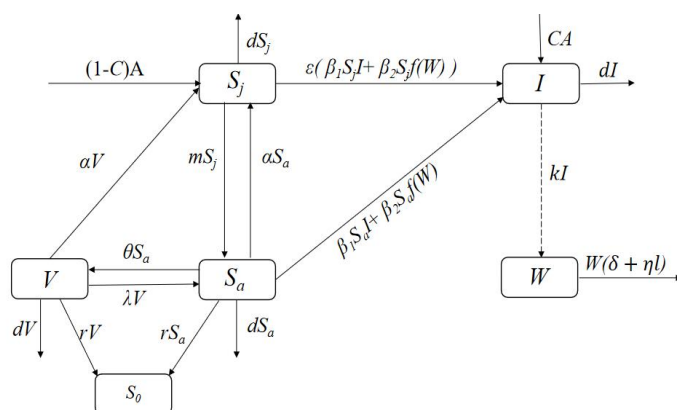 dS_j
CA
(1-C)A
S_j
ε( β_1S_jI+ β_2S_jf(W) )
I
dI
αV
mS_j
αS_a
kI
β_1S_aI+ β_2S_af(W)
θS_a
V
S_a
W
W(δ + ηl)
λV
dV
rV
rS_a
dS_a
S_0